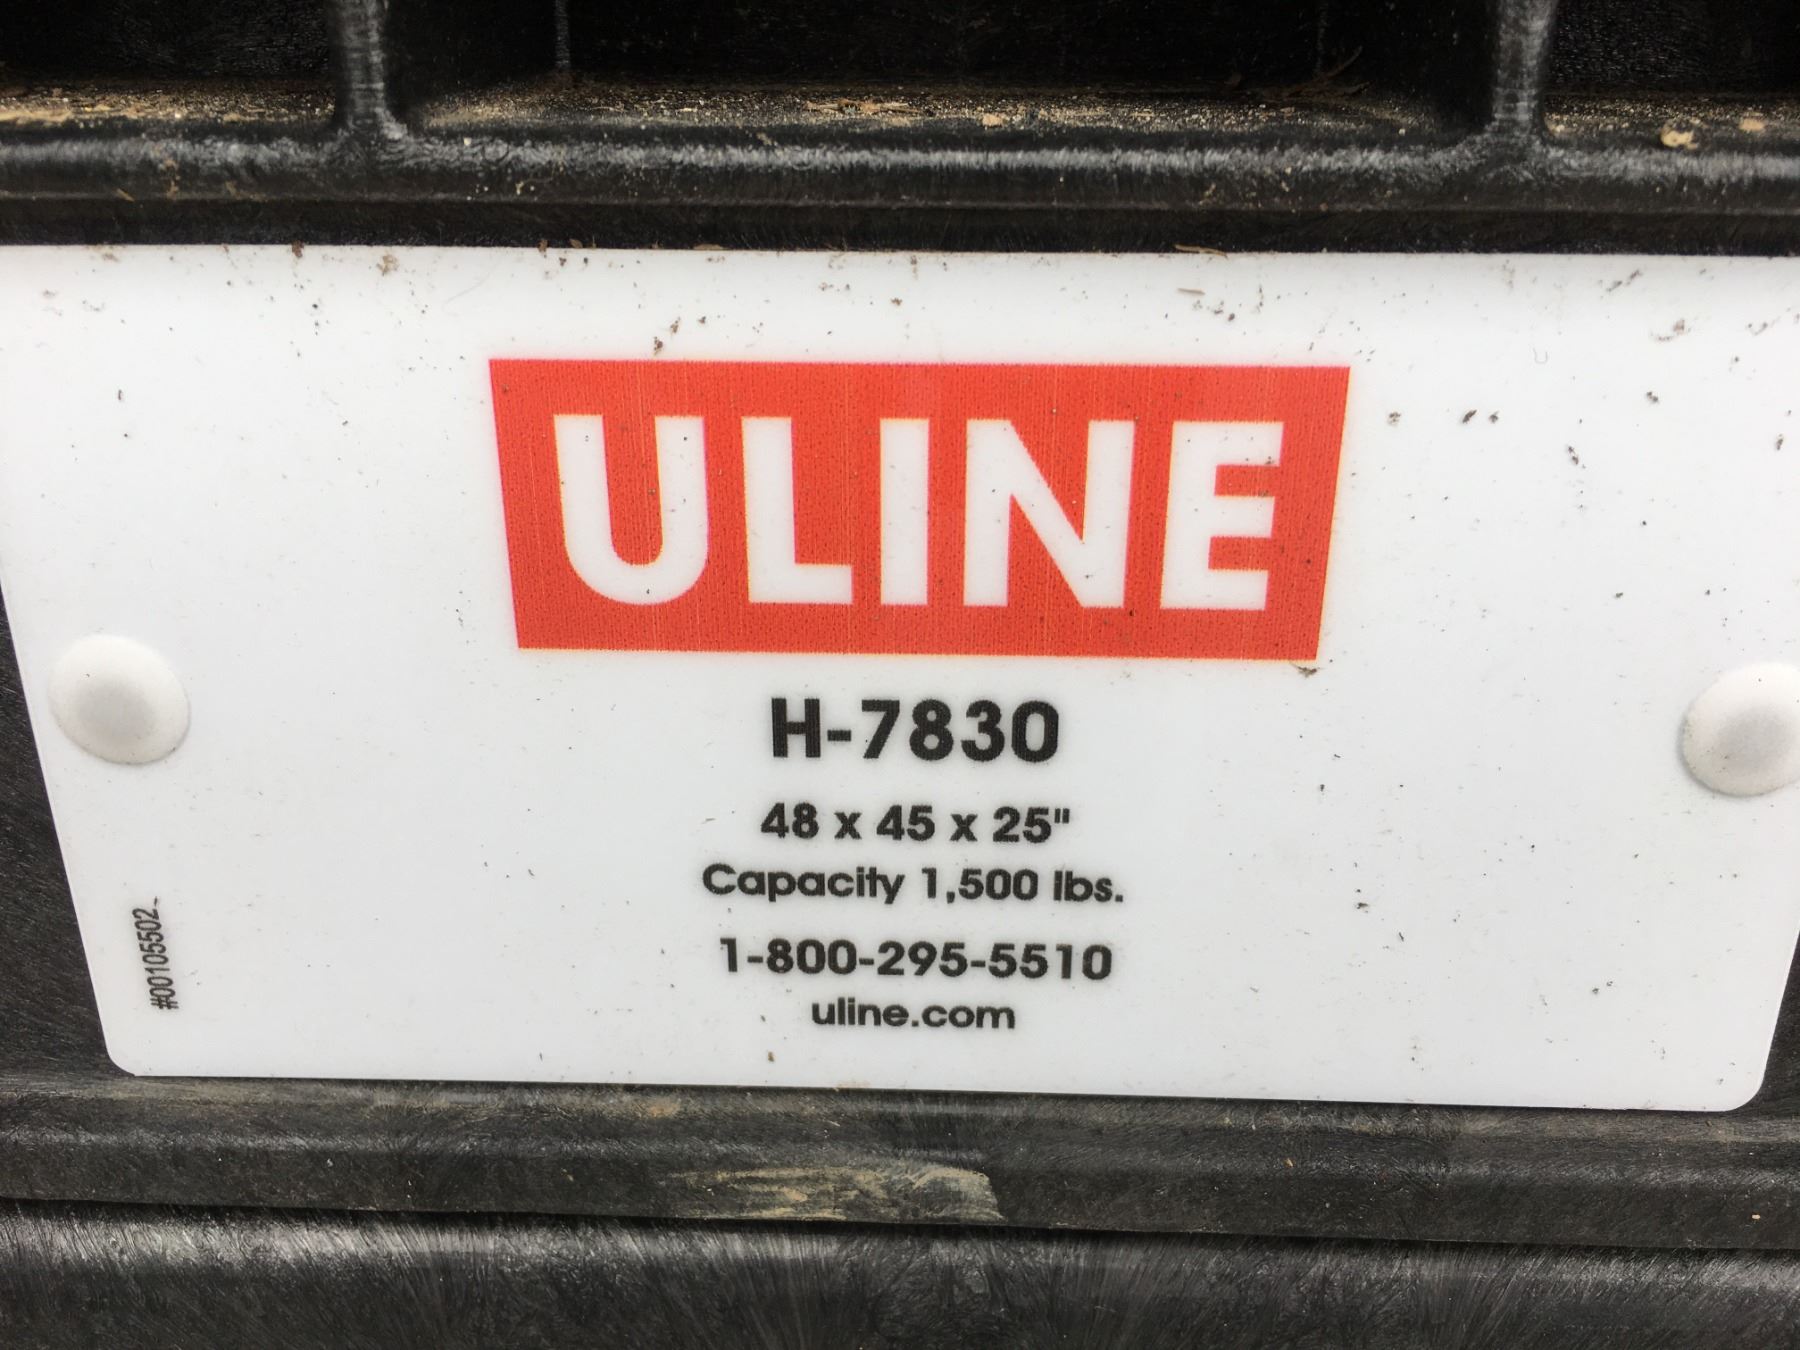 ULINE
H-7830
48 x 45 x 25"
Capacity 1,500 lbs.
1-800-295-5510
uline.com
#00105502